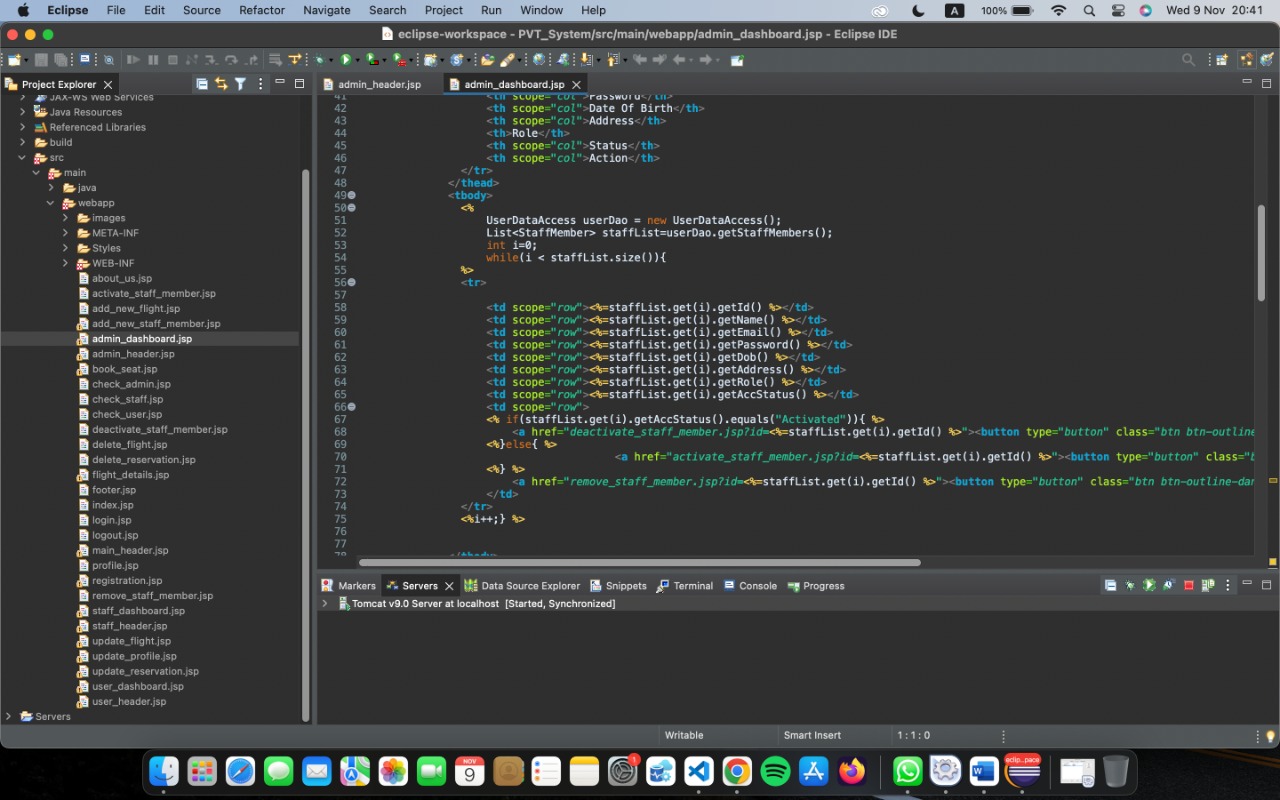 Eclipse File Edit Source Refactor Navigate Search Project Run Window Help A 100% Wed 9 Nov 20:41
eclipse-workspace - PVT_System/src/main/webapp/admin_dashboard.jsp - Eclipse IDE
Project Explorer
JAX-WS Web Services
Java Resources
Referenced Libraries
build
src
main
java
webapp
images
META-INF
Styles
WEB-INF
about_us.jsp
activate_staff_member.jsp
add_new_flight.jsp
add_new_staff_member.jsp
admin_dashboard.jsp
admin_header.jsp
book_seat.jsp
check_admin.jsp
check_staff.jsp
check_user.jsp
deactivate_staff_member.jsp
delete_flight.jsp
delete_reservation.jsp
flight_details.jsp
footer.jsp
index.jsp
login.jsp
logout.jsp
main_header.jsp
profile.jsp
registration.jsp
remove_staff_member.jsp
staff_dashboard.jsp
staff_header.jsp
update_flight.jsp
update_profile.jsp
update_reservation.jsp
user_dashboard.jsp
user_header.jsp
Servers
admin_header.jsp admin_dashboard.jsp
41 <th scope="col">Password</th>
42 <th scope="col">Date Of Birth</th>
43 <th scope="col">Address</th>
44 <th>Role</th>
45 <th scope="col">Status</th>
46 <th scope="col">Action</th>
47 </tr>
48 </thead>
49 <tbody>
50 <%
51 UserDataAccess userDao = new UserDataAccess();
52 List<StaffMember> staffList=userDao.getStaffMembers();
53 int i=0;
54 while(i < staffList.size()){
55 %>
56 <tr>
57
58 <td scope="row"><%=staffList.get(i).getId() %></td>
59 <td scope="row"><%=staffList.get(i).getName() %></td>
60 <td scope="row"><%=staffList.get(i).getEmail() %></td>
61 <td scope="row"><%=staffList.get(i).getPassword() %></td>
62 <td scope="row"><%=staffList.get(i).getDob() %></td>
63 <td scope="row"><%=staffList.get(i).getAddress() %></td>
64 <td scope="row"><%=staffList.get(i).getRole() %></td>
65 <td scope="row"><%=staffList.get(i).getAccStatus() %></td>
66 <td scope="row">
67 <% if(staffList.get(i).getAccStatus().equals("Activated")){ %>
68 <a href="deactivate_staff_member.jsp?id=<%=staffList.get(i).getId() %>"><button type="button" class="btn btn-outline
69 <%}else{ %>
70 <a href="activate_staff_member.jsp?id=<%=staffList.get(i).getId() %>"><button type="button" class="b
71 <%} %>
72 <a href="remove_staff_member.jsp?id=<%=staffList.get(i).getId() %>"><button type="button" class="btn btn-outline-dan
73 </td>
74 </tr>
75 <%i++;} %>
76
77
78 </tbody>
Markers Servers Data Source Explorer Snippets Terminal Console Progress
Tomcat v9.0 Server at localhost [Started, Synchronized]
Writable Smart Insert 1 : 1 : 0
NOV
9
1
eclip...pace